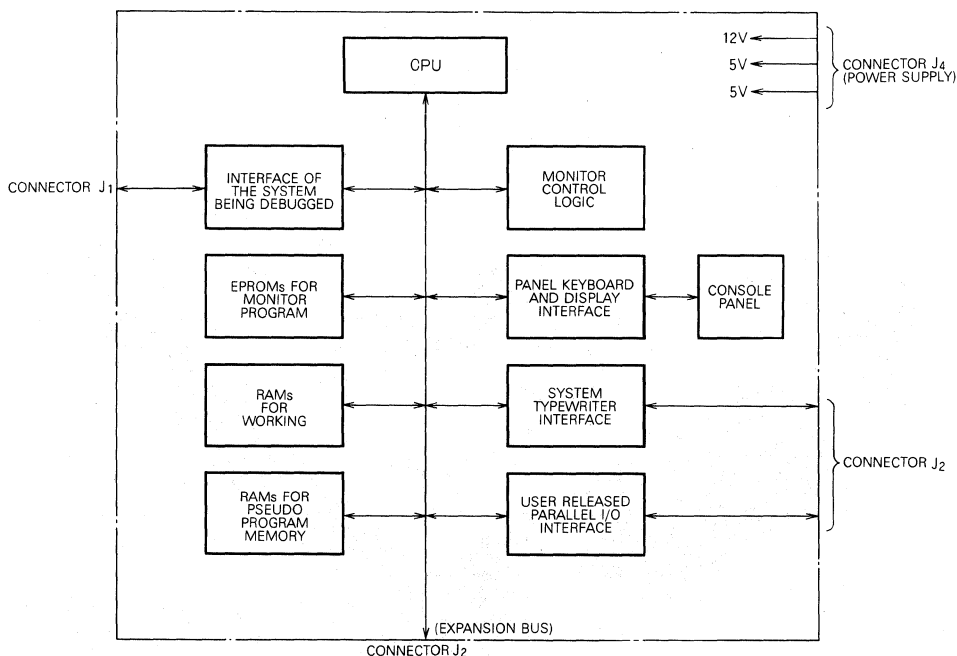 12V
5V
5V
CONNECTOR J4
(POWER SUPPLY)
CPU
CONNECTOR J1
INTERFACE OF
THE SYSTEM
BEING DEBUGGED
MONITOR
CONTROL
LOGIC
EPROMs FOR
MONITOR
PROGRAM
PANEL KEYBOARD
AND DISPLAY
INTERFACE
CONSOLE
PANEL
RAMs
FOR
WORKING
SYSTEM
TYPEWRITER
INTERFACE
CONNECTOR J2
RAMs FOR
PSEUDO
PROGRAM
MEMORY
USER RELEASED
PARALLEL I/O
INTERFACE
(EXPANSION BUS)
CONNECTOR J2